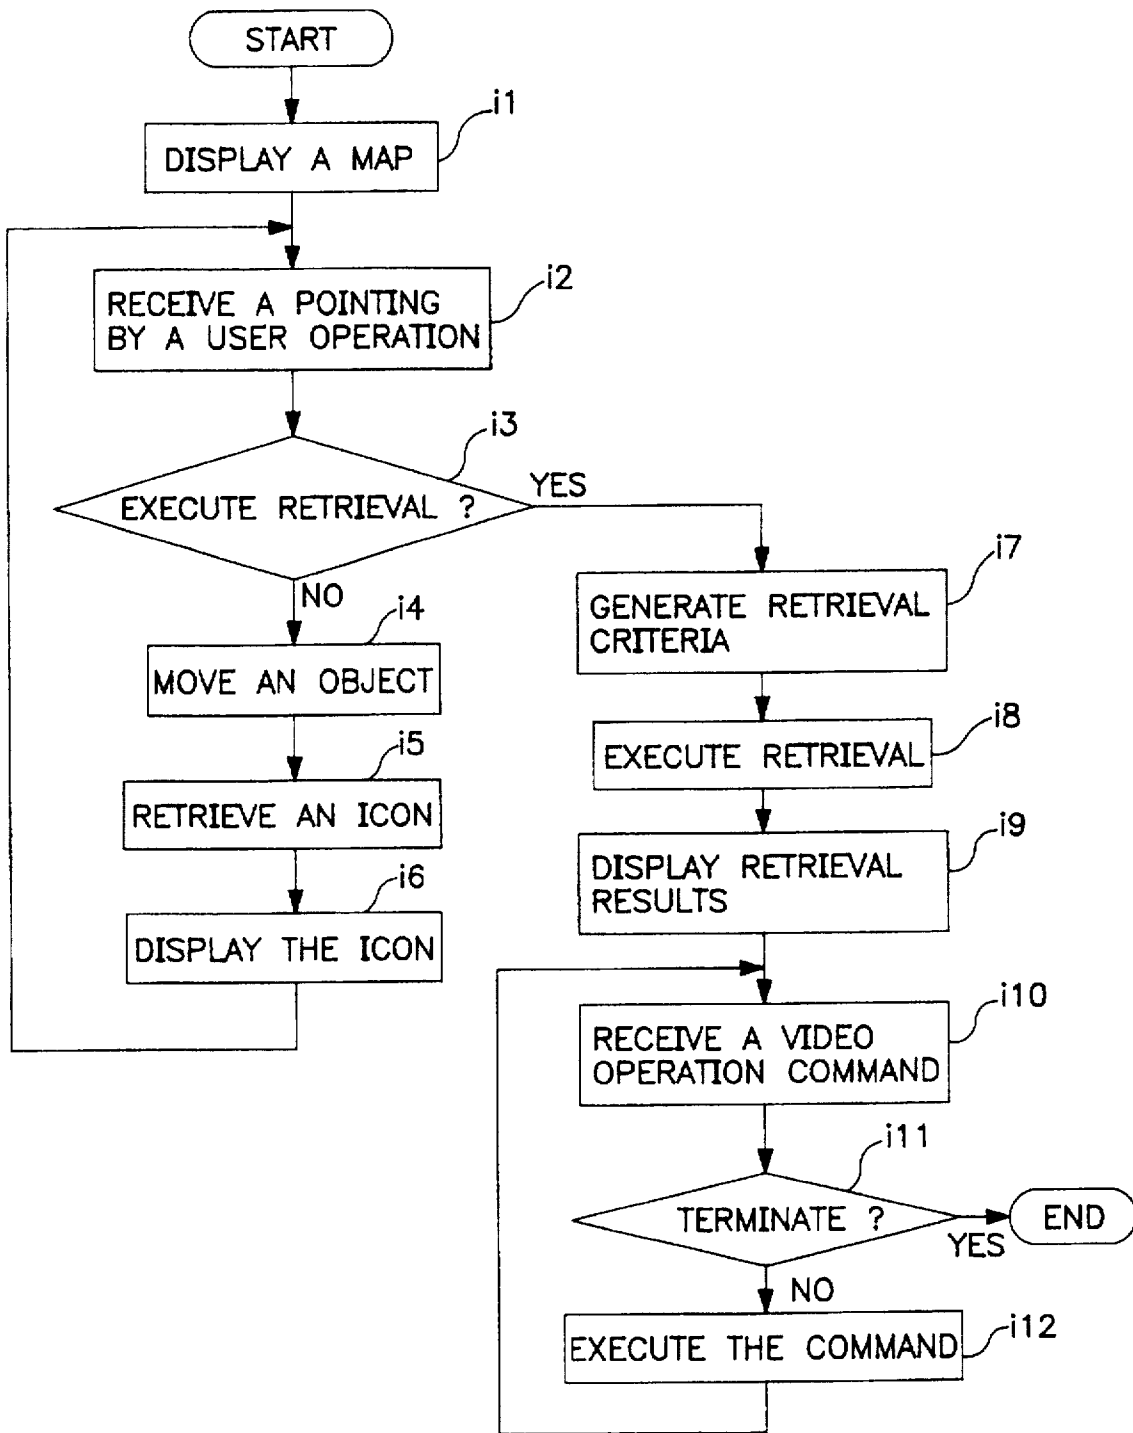 START
i1
DISPLAY A MAP
i2
RECEIVE A POINTING
BY A USER OPERATION
i3
EXECUTE RETRIEVAL ?
YES
NO
i4
MOVE AN OBJECT
i5
RETRIEVE AN ICON
i6
DISPLAY THE ICON
i7
GENERATE RETRIEVAL
CRITERIA
i8
EXECUTE RETRIEVAL
i9
DISPLAY RETRIEVAL
RESULTS
i10
RECEIVE A VIDEO
OPERATION COMMAND
i11
TERMINATE ?
YES
END
NO
i12
EXECUTE THE COMMAND